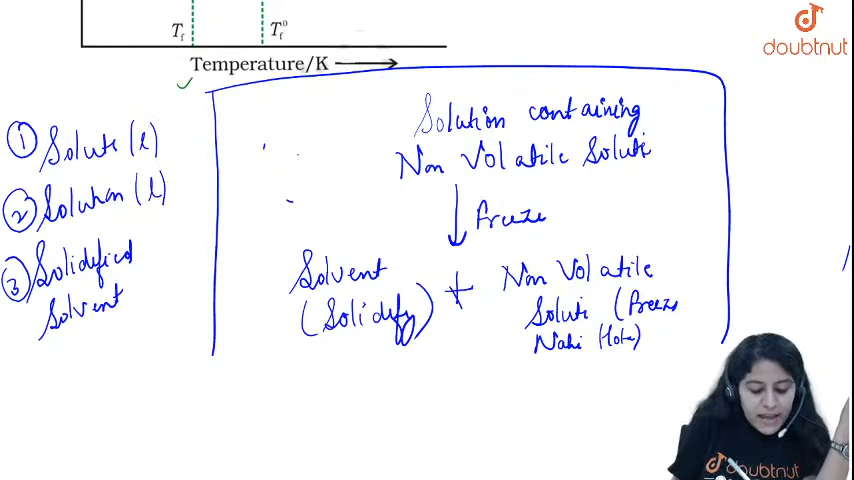 doubtnut
Tf
Tf°
Temperature/K
① Solute (l)
② Solution (l)
③ Solidified
Solvent
Solution containing
Non Volatile Solute
Freeze
Solvent
(Solidify)
+
Non Volatile
Solute (Freeze
Nahi Hota)
doubtnut